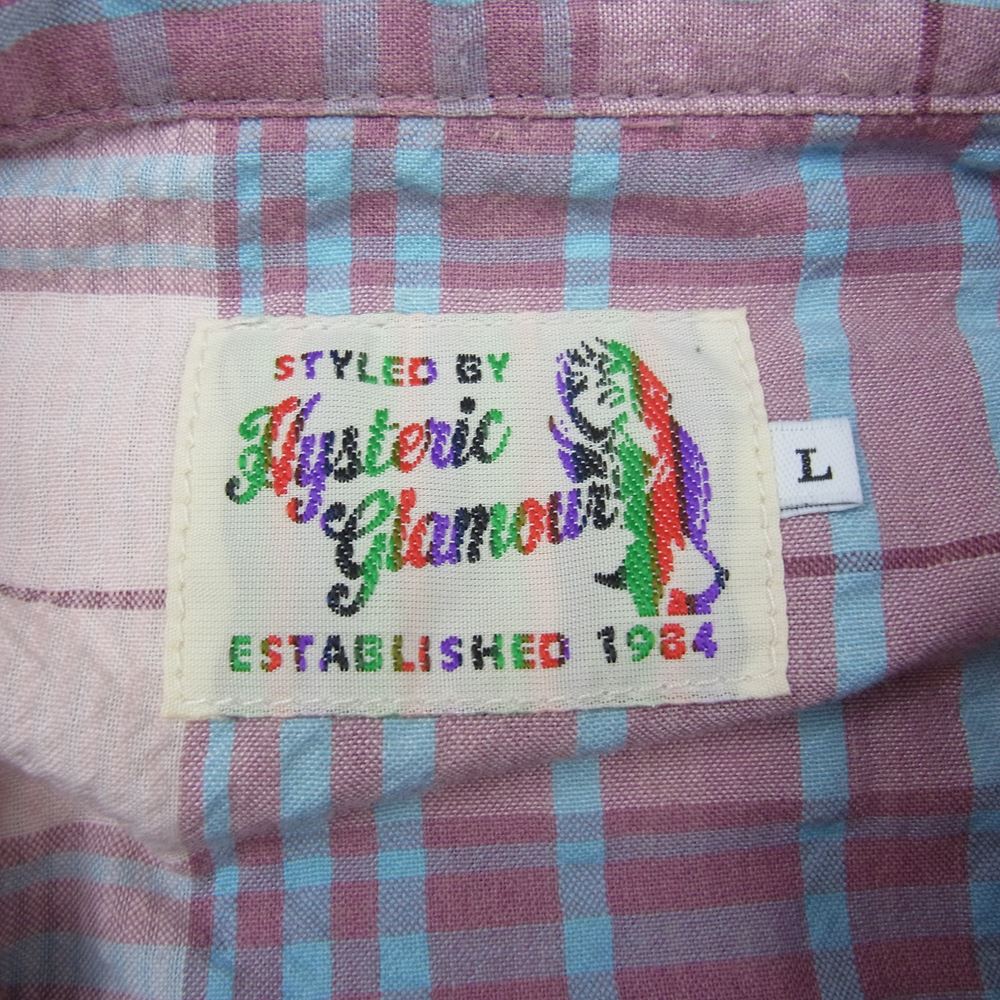 STYLED BY
Hysteric
Glamour
ESTABLISHED 1984
L